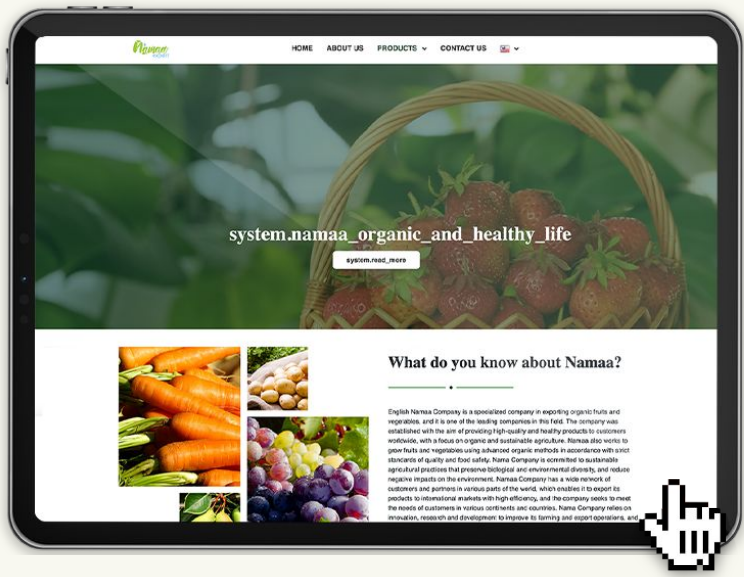 Namaa
HOME ABOUT US PRODUCTS CONTACT US
system.namaa_organic_and_healthy_life
system.read_more
What do you know about Namaa?
English Namaa Company is a specialized company in exporting organic fruits and
vegetables, and it is one of the leading companies in this field. The company was
established with the aim of providing high-quality and healthy products to customers
worldwide, with a focus on organic and sustainable agriculture. Namaa also works to
grow fruits and vegetables using advanced organic methods in accordance with strict
standards of quality and food safety. Nama Company is committed to sustainable
agricultural practices that preserve biological and environmental diversity, and reduce
negative impacts on the environment. Namaa Company has a wide network of
customers and partners in various parts of the world, which enables it to export its
products to international markets with high efficiency, and the company seeks to meet
the needs of customers in various continents and countries. Nama Company relies on
innovation, research and development to improve its farming and export operations, and